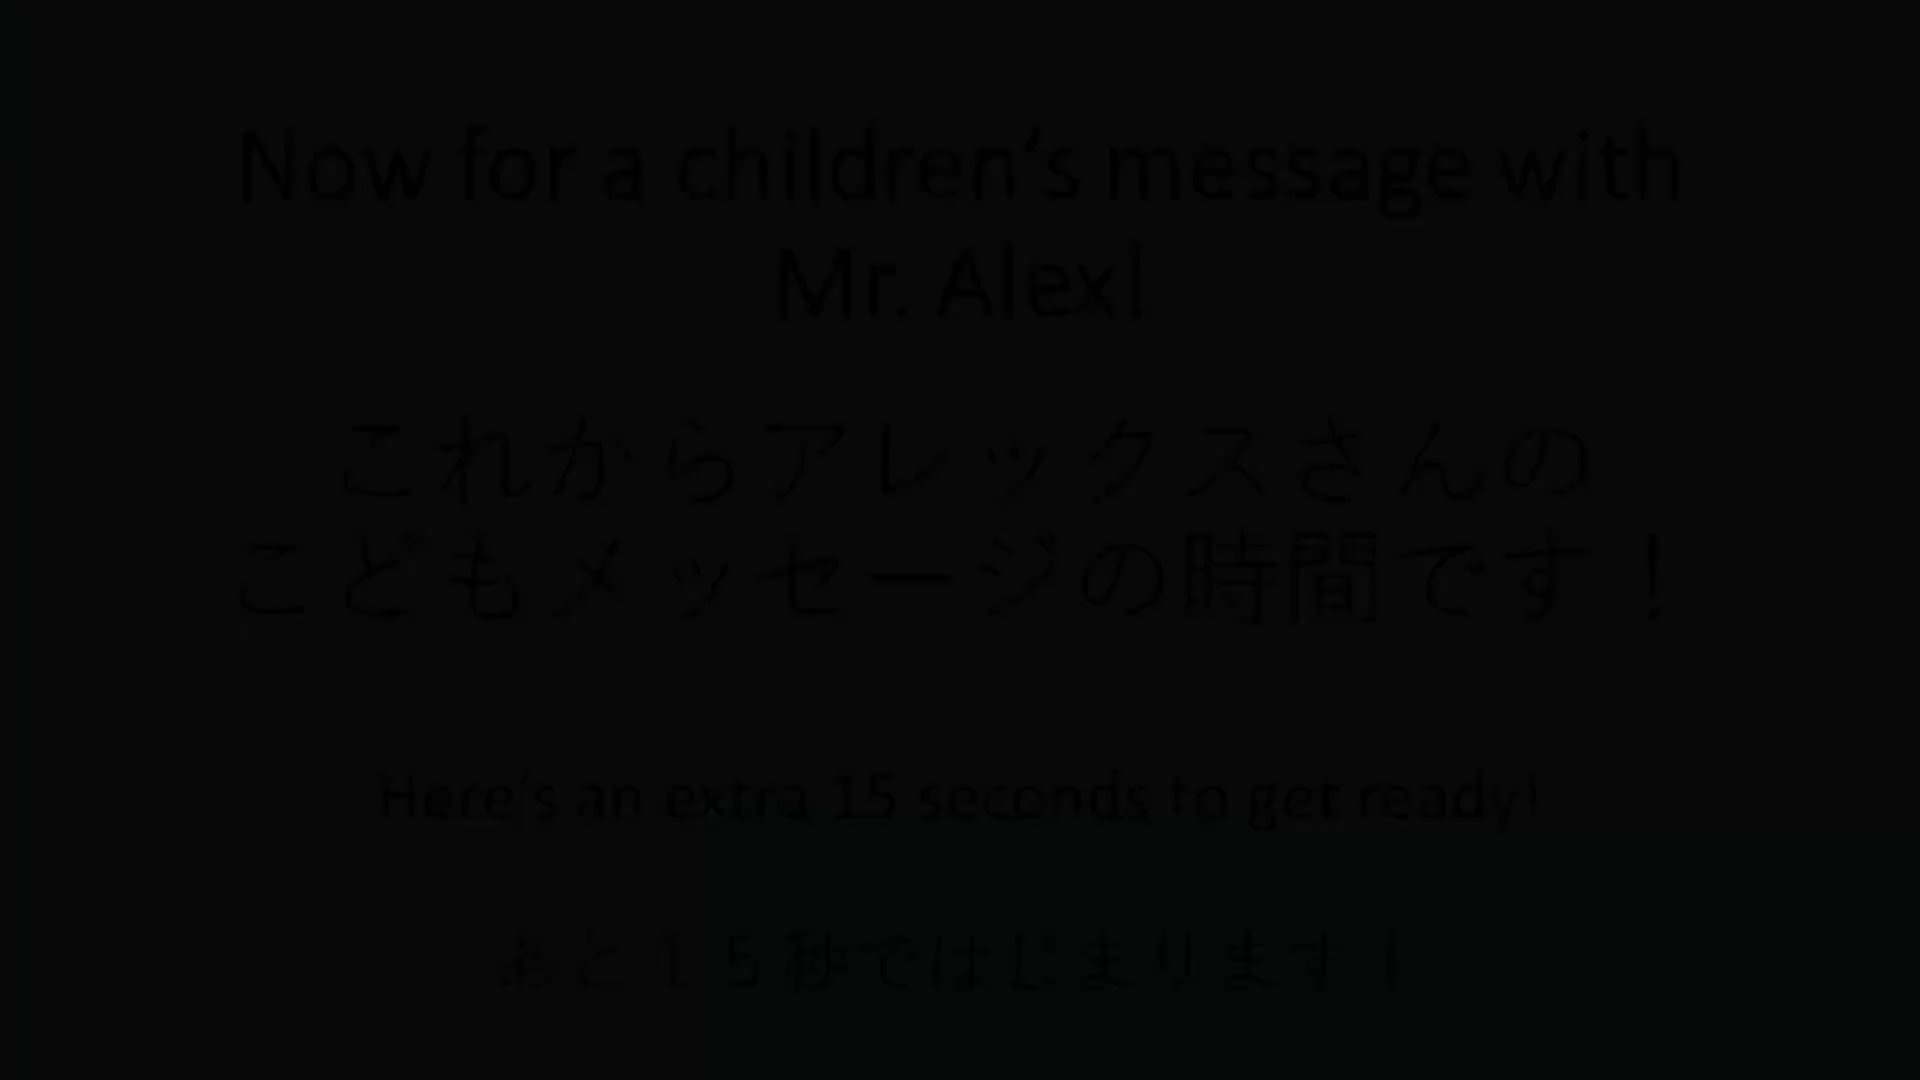 Now for a children's message with
Mr. Alex!
これからアレックスさんの
こどもメッセージの時間です！
Here's an extra 15 seconds to get ready!
あと１５秒ではじまります！